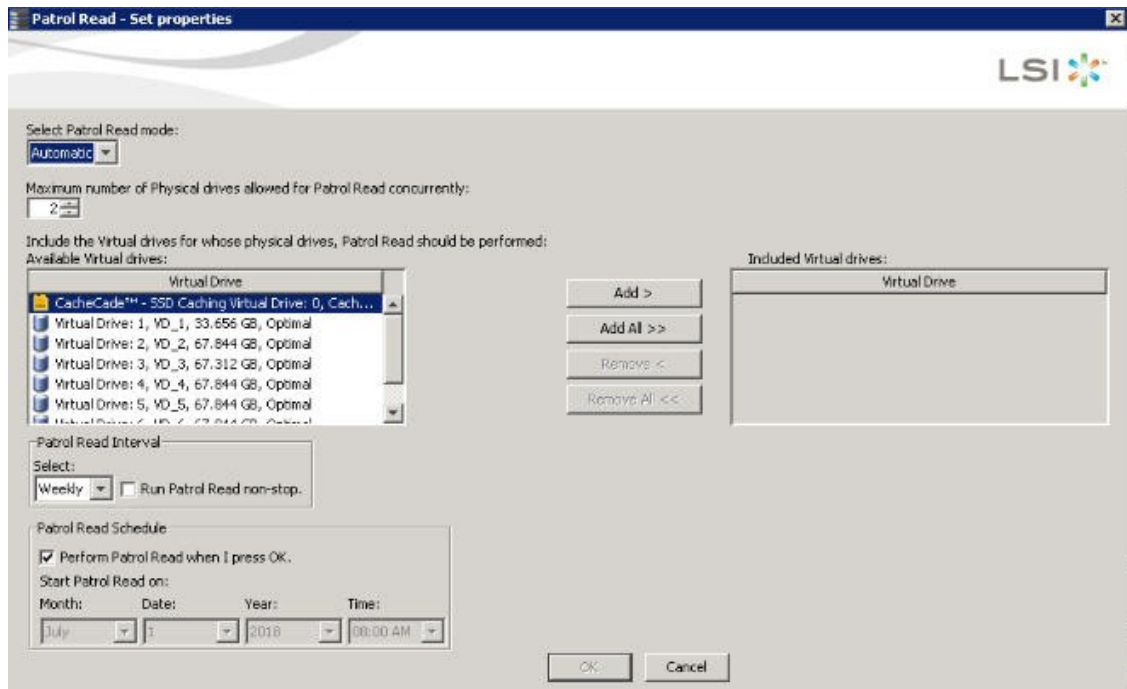 Patrol Read - Set properties
LSI
Select Patrol Read mode:
Automatic
Maximum number of Physical drives allowed for Patrol Read concurrently:
2
Include the Virtual drives for whose physical drives, Patrol Read should be performed:
Available Virtual drives:
Included Virtual drives:
Virtual Drive
Virtual Drive
CacheCade™ - SSD Caching Virtual Drive: 0, Cach...
Virtual Drive: 1, VD_1, 33.656 GB, Optimal
Virtual Drive: 2, VD_2, 67.844 GB, Optimal
Virtual Drive: 3, VD_3, 67.312 GB, Optimal
Virtual Drive: 4, VD_4, 67.844 GB, Optimal
Virtual Drive: 5, VD_5, 67.844 GB, Optimal
Add >
Add All >>
Remove <
Remove All <<
Patrol Read Interval
Select:
Weekly
Run Patrol Read non-stop.
Patrol Read Schedule
Perform Patrol Read when I press OK.
Start Patrol Read on:
Month: Date: Year: Time:
July 1 2018 08:00 AM
OK Cancel